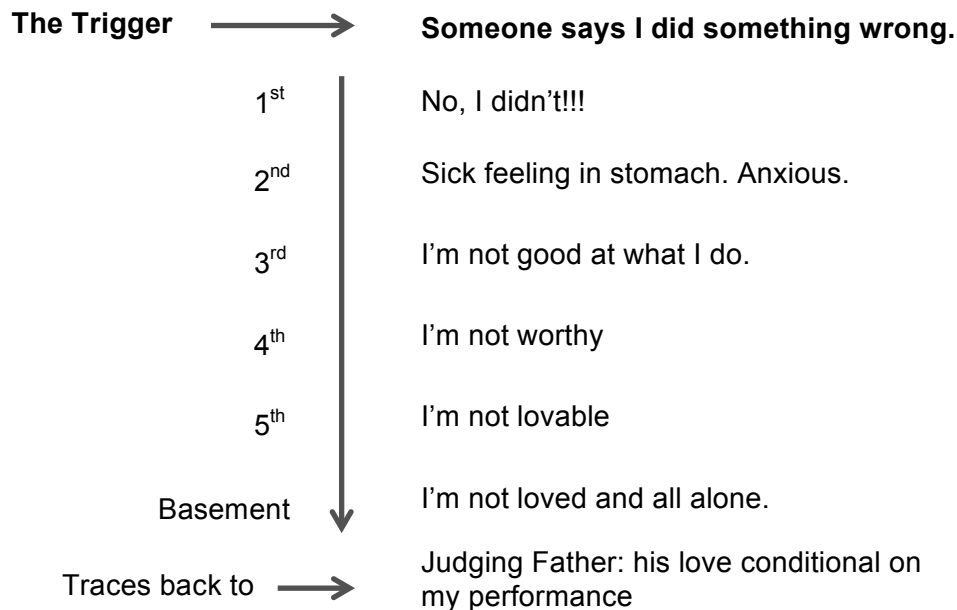 The Trigger Someone says I did something wrong.
1st No, I didn’t!!!
2nd Sick feeling in stomach. Anxious.
3rd I’m not good at what I do.
4th I’m not worthy
5th I’m not lovable
Basement I’m not loved and all alone.
Traces back to Judging Father: his love conditional on
my performance